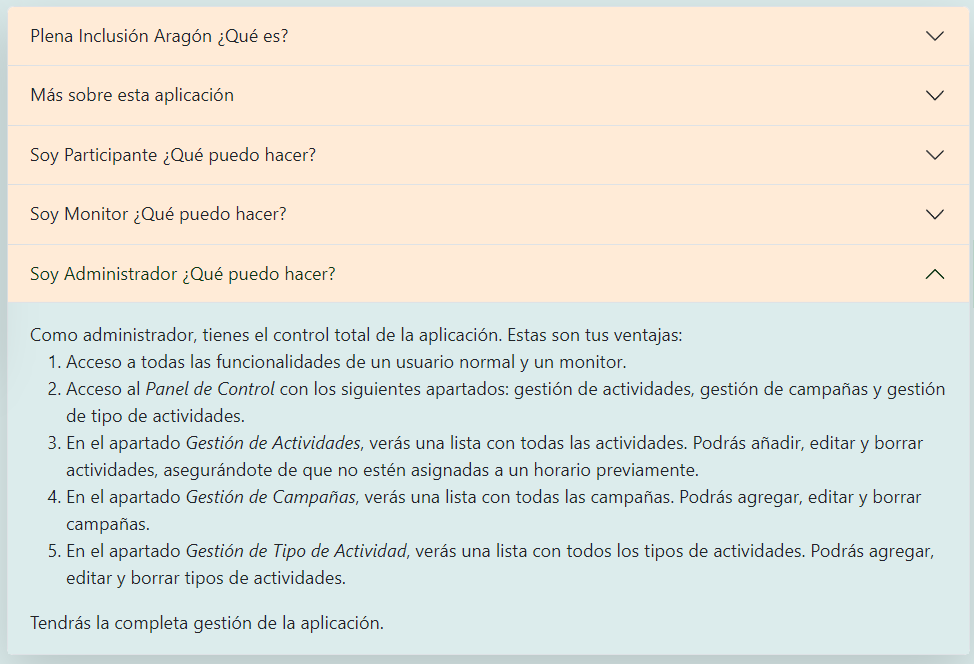 Plena Inclusión Aragón ¿Qué es?
Más sobre esta aplicación
Soy Participante ¿Qué puedo hacer?
Soy Monitor ¿Qué puedo hacer?
Soy Administrador ¿Qué puedo hacer?
Como administrador, tienes el control total de la aplicación. Estas son tus ventajas:
1. Acceso a todas las funcionalidades de un usuario normal y un monitor.
2. Acceso al Panel de Control con los siguientes apartados: gestión de actividades, gestión de campañas y gestión
de tipo de actividades.
3. En el apartado Gestión de Actividades, verás una lista con todas las actividades. Podrás añadir, editar y borrar
actividades, asegurándote de que no estén asignadas a un horario previamente.
4. En el apartado Gestión de Campañas, verás una lista con todas las campañas. Podrás agregar, editar y borrar
campañas.
5. En el apartado Gestión de Tipo de Actividad, verás una lista con todos los tipos de actividades. Podrás agregar,
editar y borrar tipos de actividades.
Tendrás la completa gestión de la aplicación.